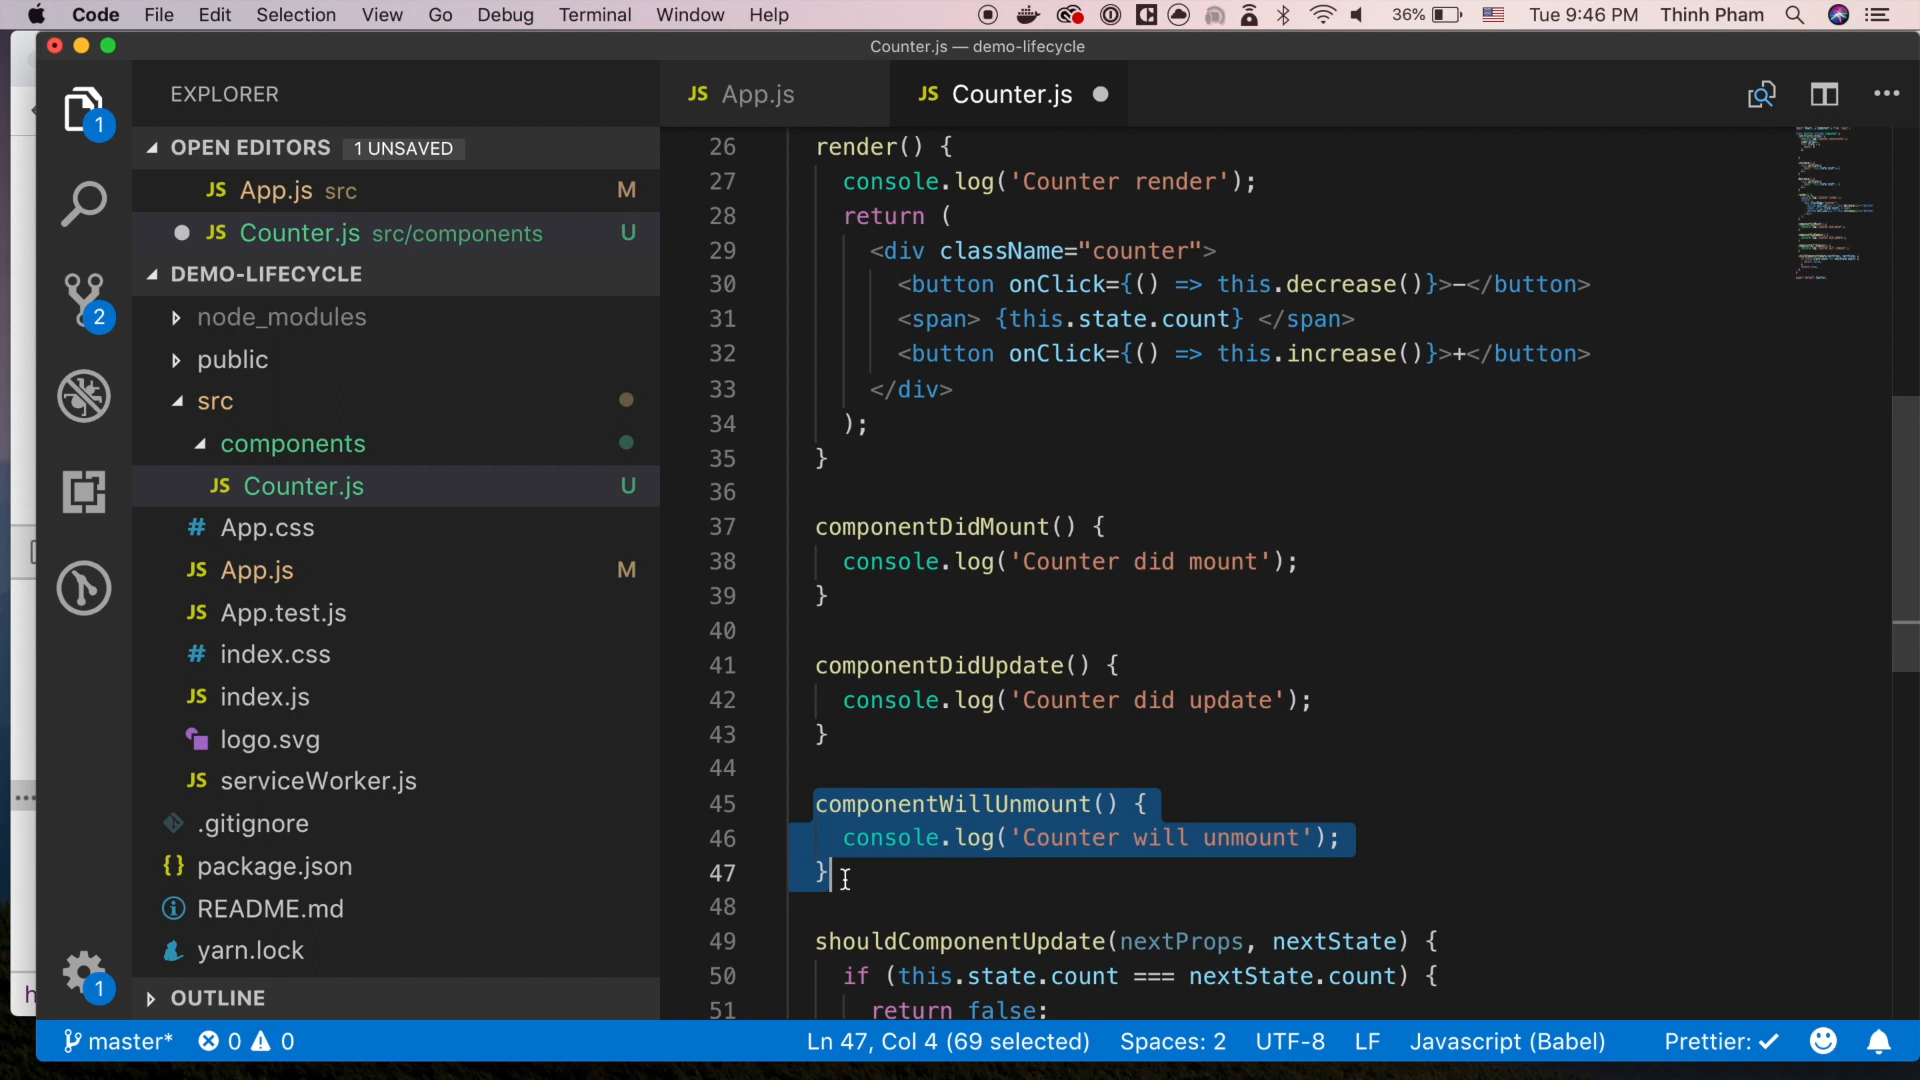 Code File Edit Selection View Go Debug Terminal Window Help 36% Tue 9:46 PM Thinh Pham
Counter.js — demo-lifecycle
EXPLORER
OPEN EDITORS 1 UNSAVED
JS App.js src M
JS Counter.js src/components U
DEMO-LIFECYCLE
node_modules
public
src
components
JS Counter.js U
# App.css
JS App.js M
JS App.test.js
# index.css
JS index.js
logo.svg
JS serviceWorker.js
.gitignore
{} package.json
README.md
yarn.lock
OUTLINE
1
2
1
JS App.js
JS Counter.js
26 render() {
27 console.log('Counter render');
28 return (
29 <div className="counter">
30 <button onClick={() => this.decrease()}>-</button>
31 <span> {this.state.count} </span>
32 <button onClick={() => this.increase()}>+</button>
33 </div>
34 );
35 }
36
37 componentDidMount() {
38 console.log('Counter did mount');
39 }
40
41 componentDidUpdate() {
42 console.log('Counter did update');
43 }
44
45 componentWillUnmount() {
46 console.log('Counter will unmount');
47 }
48
49 shouldComponentUpdate(nextProps, nextState) {
50 if (this.state.count === nextState.count) {
51 return false;
master* 0 0 Ln 47, Col 4 (69 selected) Spaces: 2 UTF-8 LF Javascript (Babel) Prettier: ✓